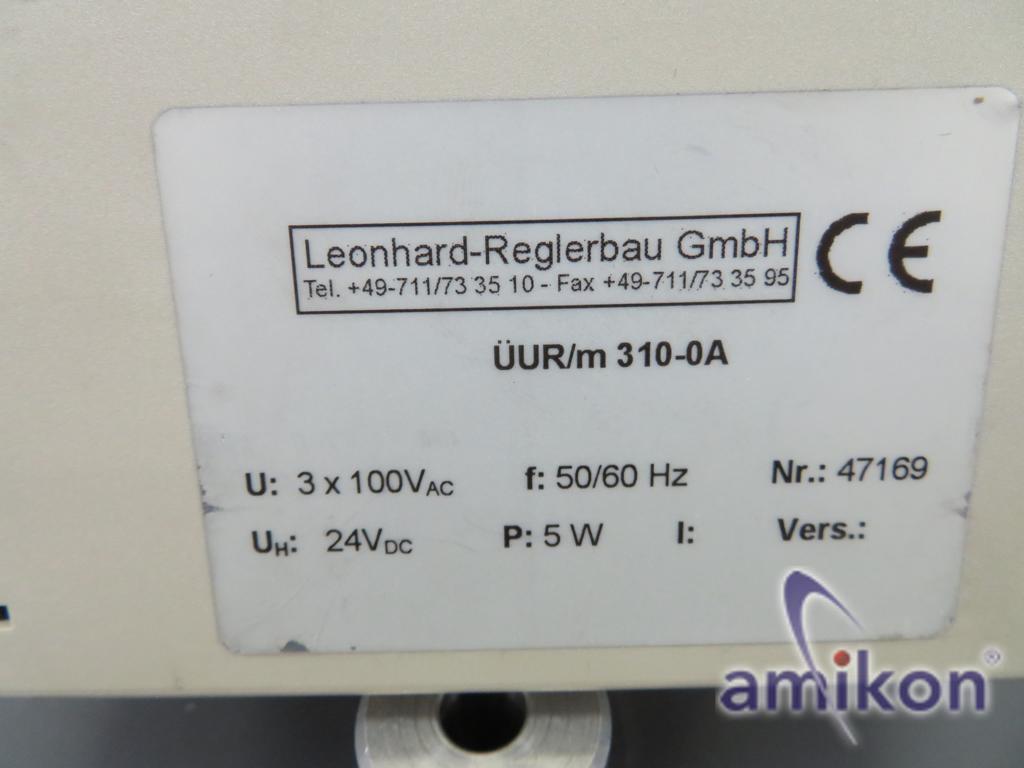 Leonhard-Reglerbau GmbH CE
Tel. +49-711/73 35 10 - Fax +49-711/73 35 95
ÜUR/m 310-0A
U: 3 x 100VAC f: 50/60 Hz Nr.: 47169
UH: 24VDC P: 5 W I: Vers.:
amikon®